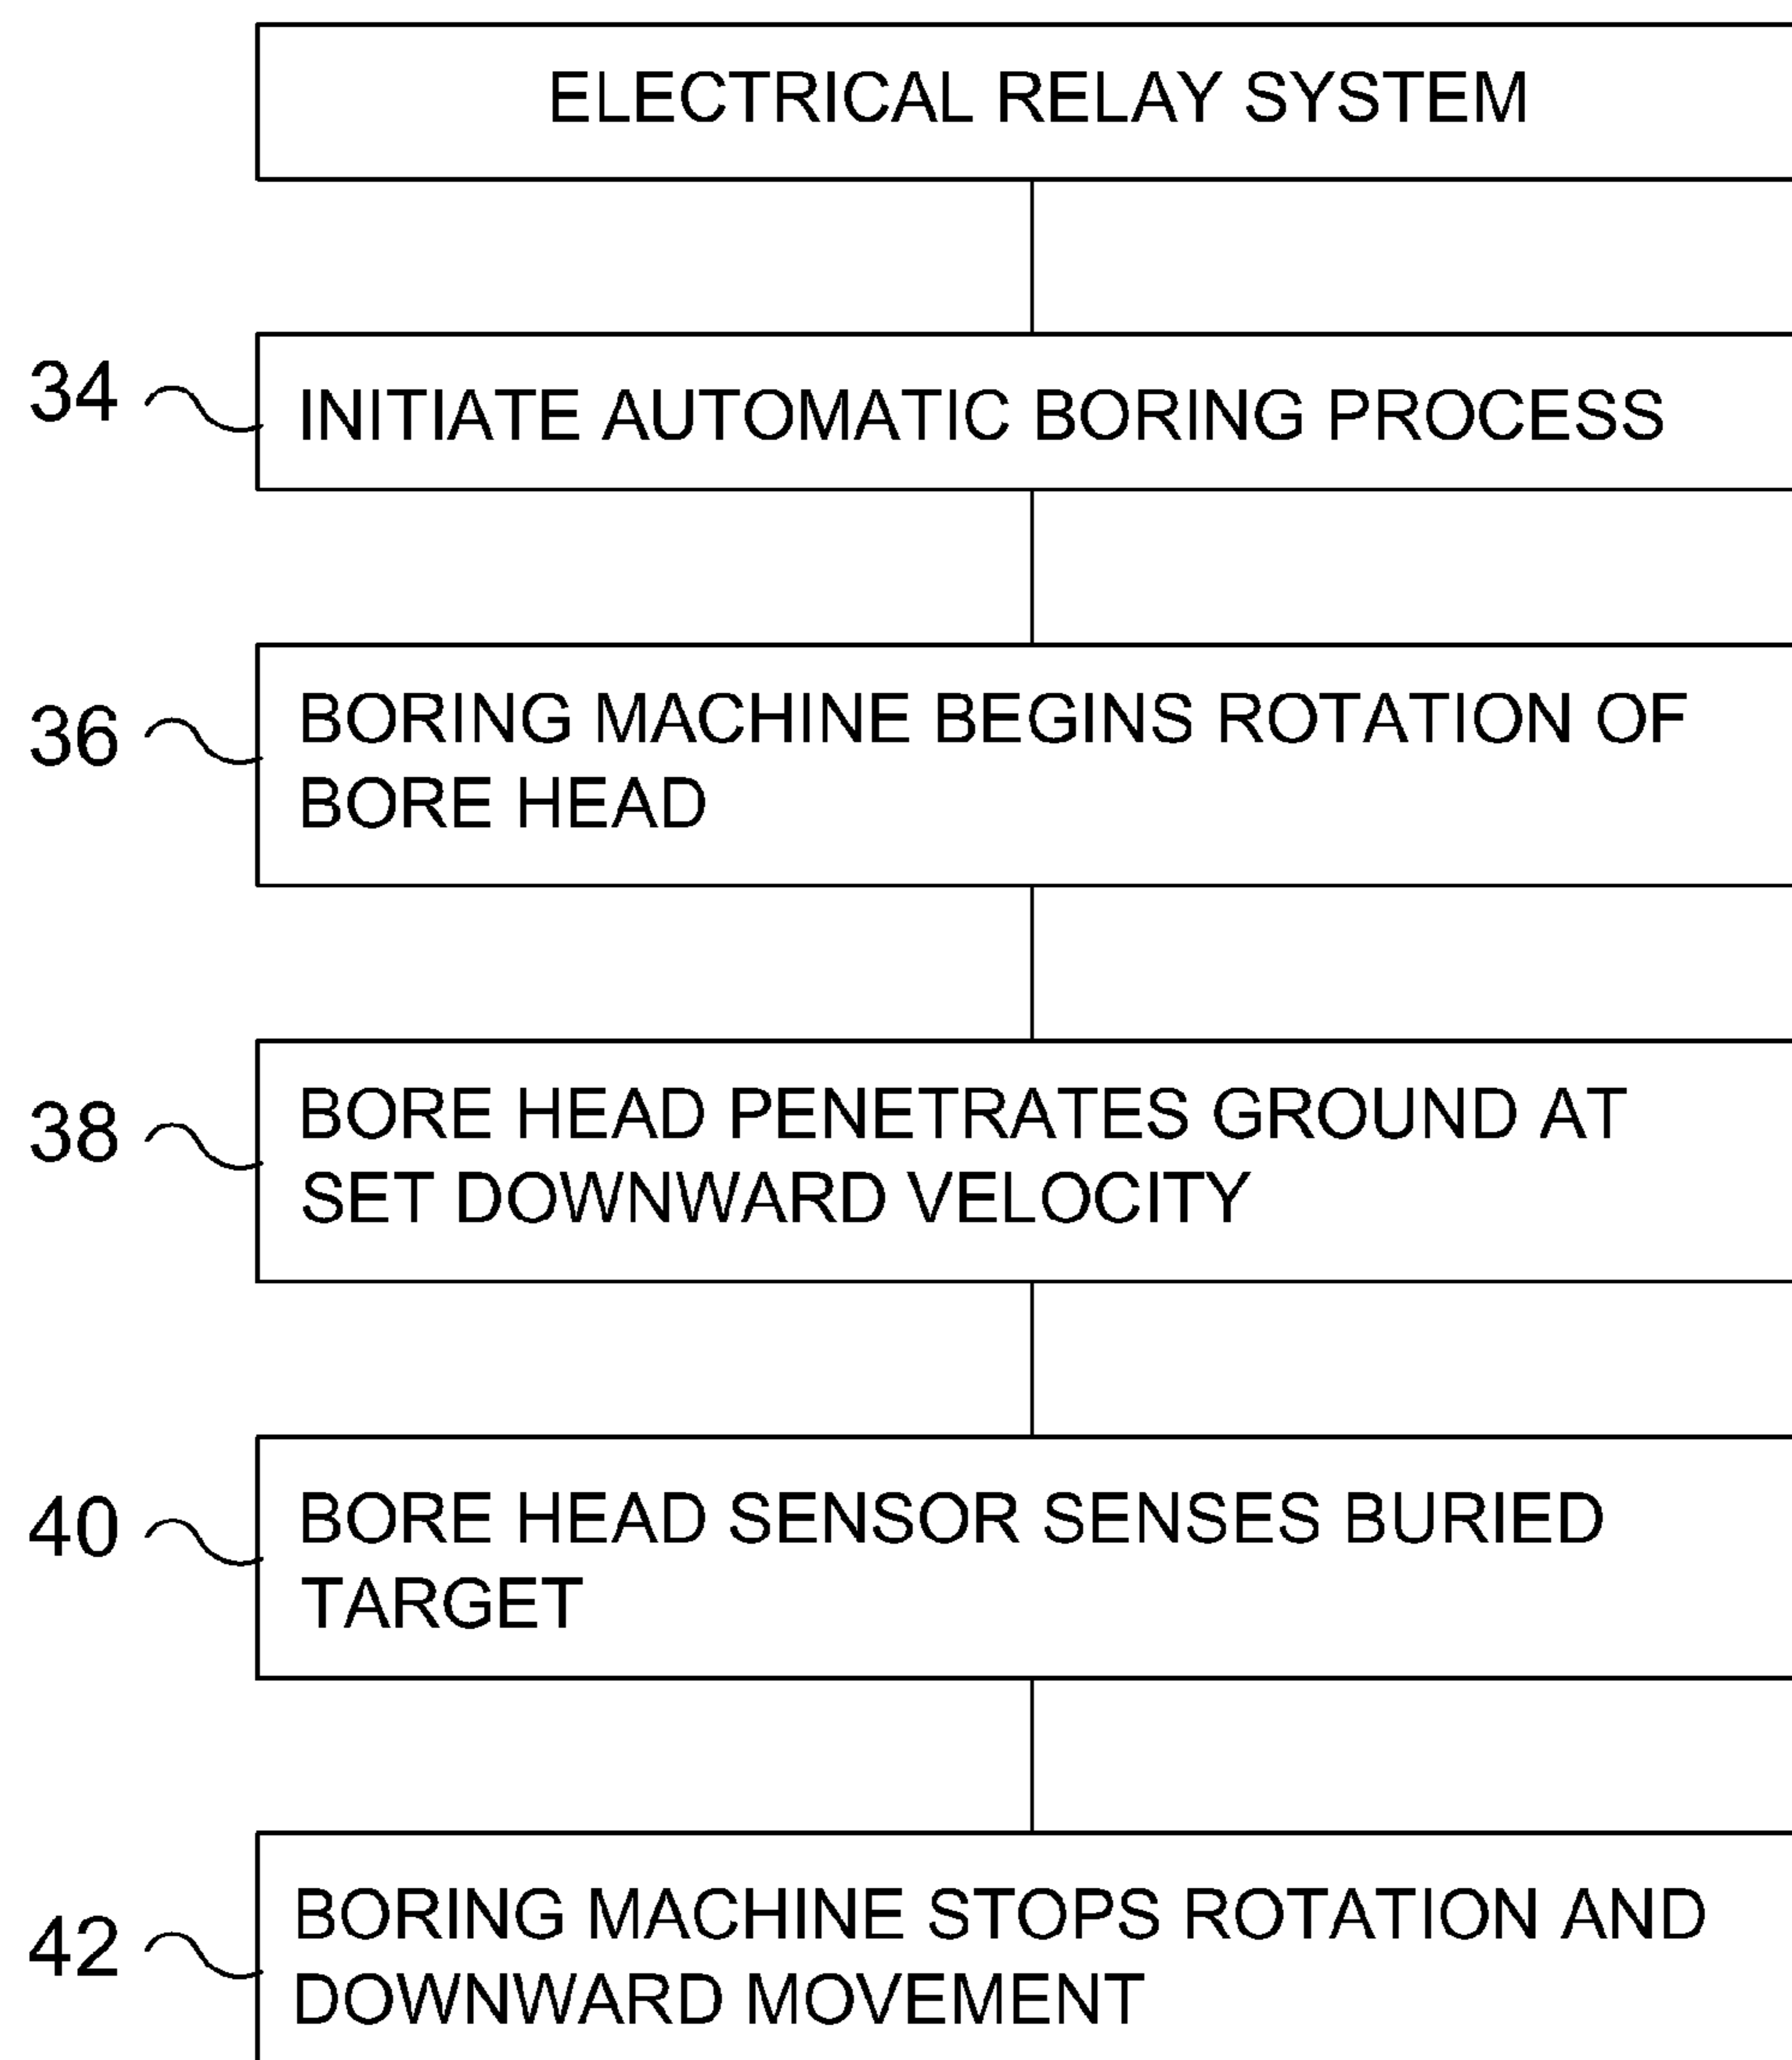 ELECTRICAL RELAY SYSTEM
34 INITIATE AUTOMATIC BORING PROCESS
36 BORING MACHINE BEGINS ROTATION OF
BORE HEAD
38 BORE HEAD PENETRATES GROUND AT
SET DOWNWARD VELOCITY
40 BORE HEAD SENSOR SENSES BURIED
TARGET
42 BORING MACHINE STOPS ROTATION AND
DOWNWARD MOVEMENT